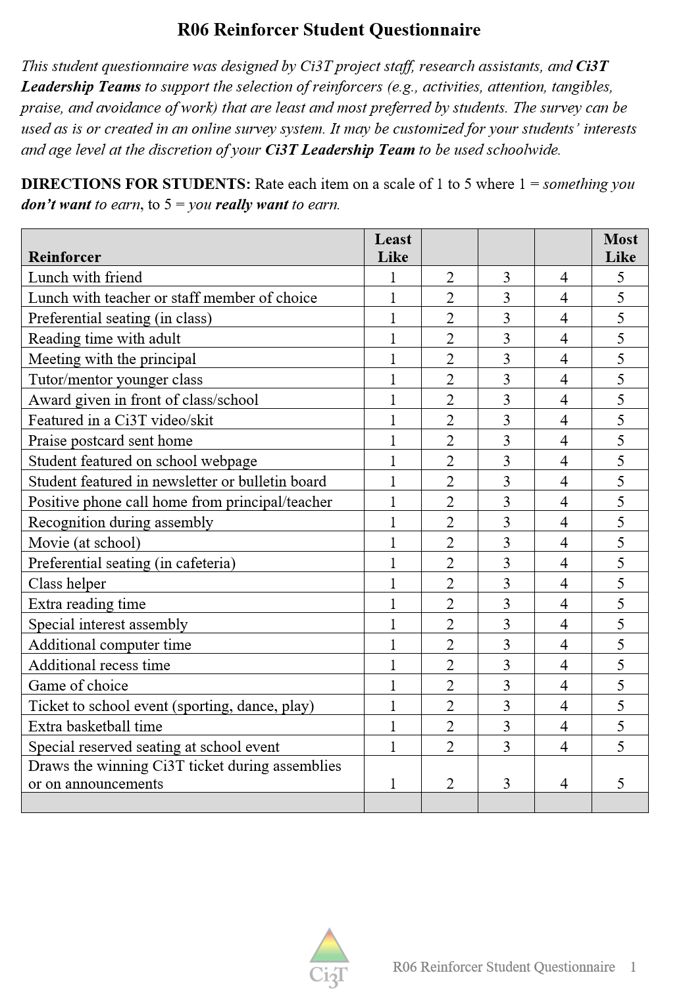 R06 Reinforcer Student Questionnaire
This student questionnaire was designed by Ci3T project staff, research assistants, and Ci3T
Leadership Teams to support the selection of reinforcers (e.g., activities, attention, tangibles,
praise, and avoidance of work) that are least and most preferred by students. The survey can be
used as is or created in an online survey system. It may be customized for your students’ interests
and age level at the discretion of your Ci3T Leadership Team to be used schoolwide.
DIRECTIONS FOR STUDENTS: Rate each item on a scale of 1 to 5 where 1 = something you
don’t want to earn, to 5 = you really want to earn.
Reinforcer Least Like Most Like
Lunch with friend 1 2 3 4 5
Lunch with teacher or staff member of choice 1 2 3 4 5
Preferential seating (in class) 1 2 3 4 5
Reading time with adult 1 2 3 4 5
Meeting with the principal 1 2 3 4 5
Tutor/mentor younger class 1 2 3 4 5
Award given in front of class/school 1 2 3 4 5
Featured in a Ci3T video/skit 1 2 3 4 5
Praise postcard sent home 1 2 3 4 5
Student featured on school webpage 1 2 3 4 5
Student featured in newsletter or bulletin board 1 2 3 4 5
Positive phone call home from principal/teacher 1 2 3 4 5
Recognition during assembly 1 2 3 4 5
Movie (at school) 1 2 3 4 5
Preferential seating (in cafeteria) 1 2 3 4 5
Class helper 1 2 3 4 5
Extra reading time 1 2 3 4 5
Special interest assembly 1 2 3 4 5
Additional computer time 1 2 3 4 5
Additional recess time 1 2 3 4 5
Game of choice 1 2 3 4 5
Ticket to school event (sporting, dance, play) 1 2 3 4 5
Extra basketball time 1 2 3 4 5
Special reserved seating at school event 1 2 3 4 5
Draws the winning Ci3T ticket during assemblies
or on announcements 1 2 3 4 5
Ci3T
R06 Reinforcer Student Questionnaire 1